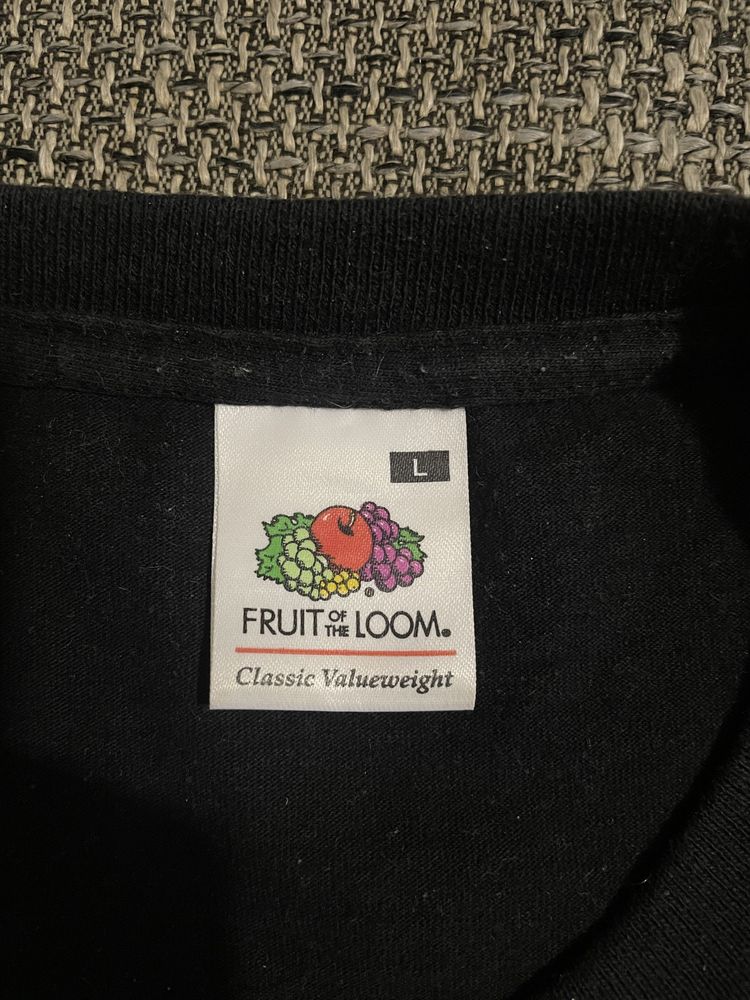 L
FRUIT OF THE LOOM®
Classic Valueweight